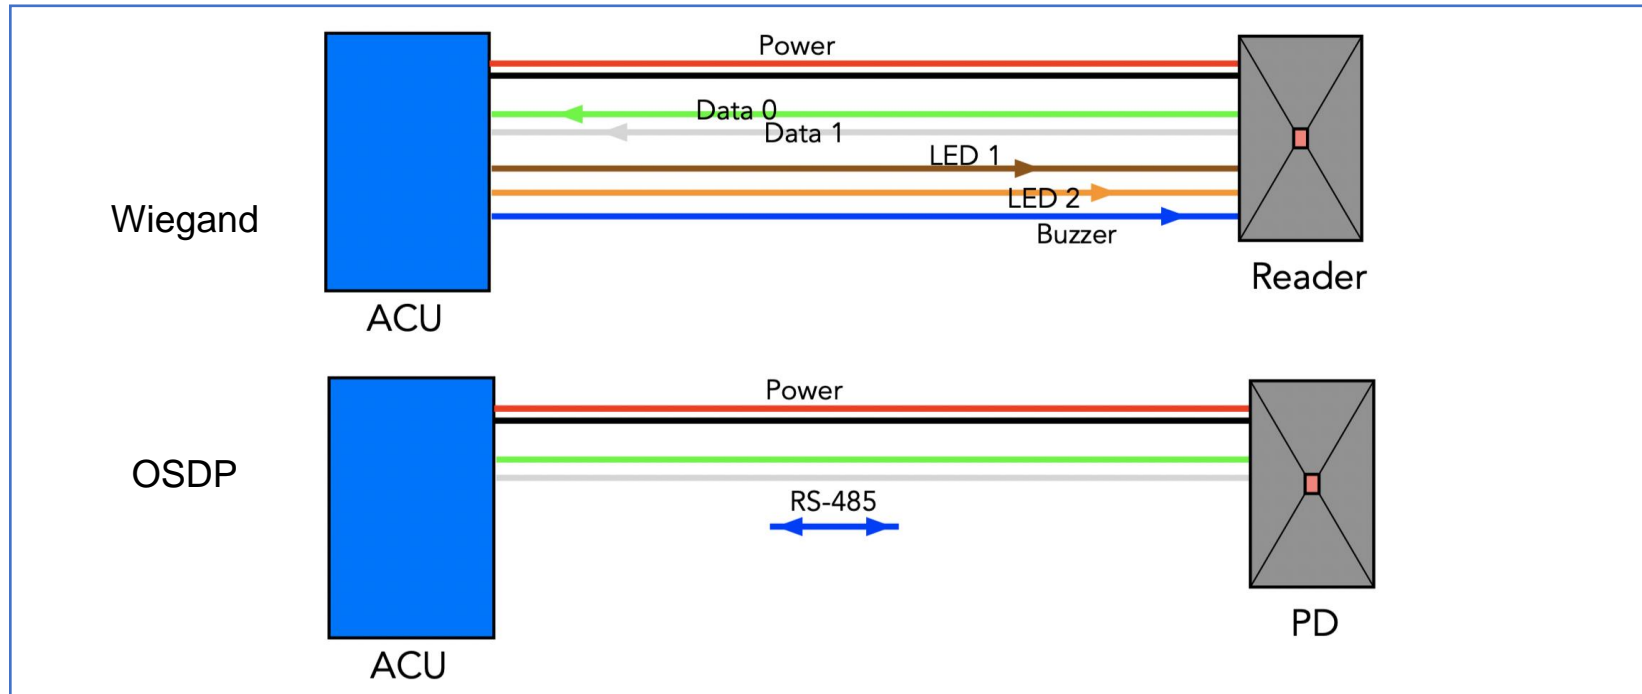 Power
Data 0
Data 1
LED 1
LED 2
Buzzer
Wiegand
Reader
ACU
Power
OSDP
RS-485
PD
ACU